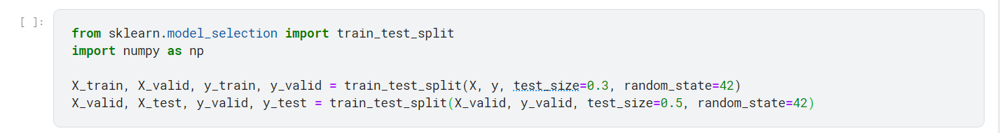 [ ]:
from sklearn.model_selection import train_test_split
import numpy as np
X_train, X_valid, y_train, y_valid = train_test_split(X, y, test_size=0.3, random_state=42)
X_valid, X_test, y_valid, y_test = train_test_split(X_valid, y_valid, test_size=0.5, random_state=42)